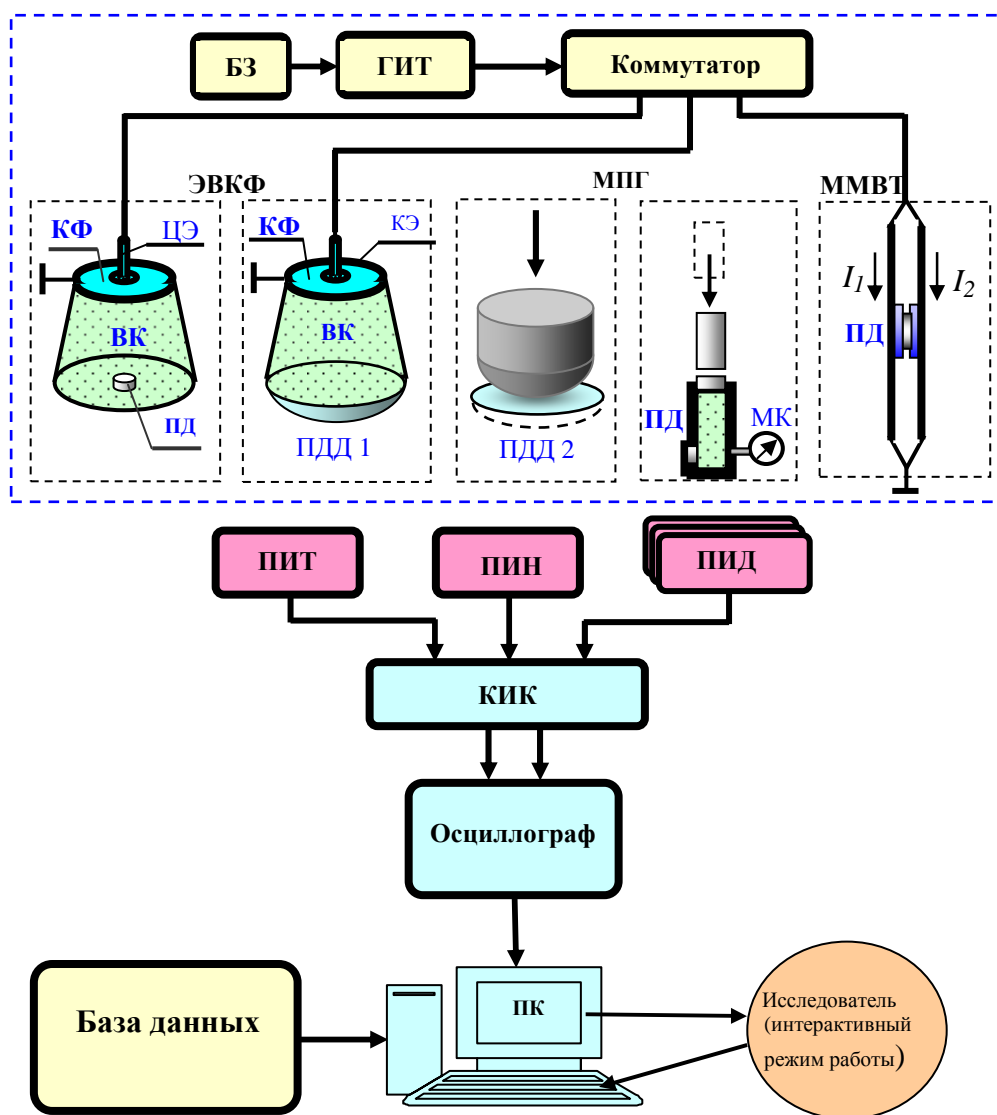 БЗ
ГИТ
Коммутатор
ЭВКФ
МПГ
ММВТ
КФ
ЦЭ
КФ
КЭ
I1
I2
ВК
ВК
ПД
ПД
МК
ПД
ПДД 1
ПДД 2
ПИТ
ПИН
ПИД
КИК
Осциллограф
База данных
ПК
Исследователь
(интерактивный
режим работы)